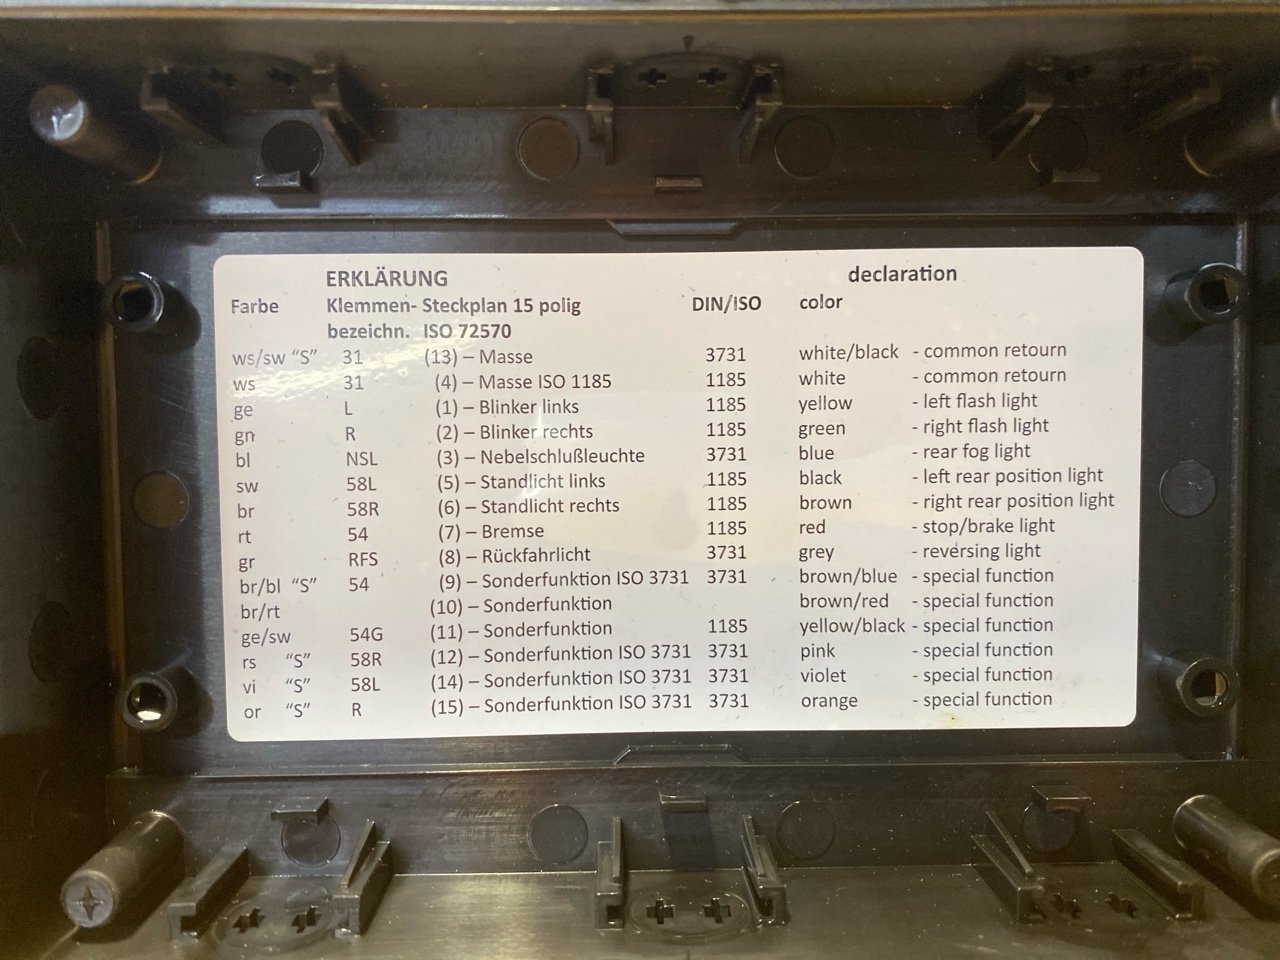 ERKLÄRUNG declaration
Farbe Klemmen- Steckplan 15 polig DIN/ISO color
bezeichn. ISO 72570
ws/sw "S" 31 (13) – Masse 3731 white/black - common retourn
ws 31 (4) – Masse ISO 1185 1185 white - common retourn
ge L (1) – Blinker links 1185 yellow - left flash light
gn R (2) – Blinker rechts 1185 green - right flash light
bl NSL (3) – Nebelschlußleuchte 3731 blue - rear fog light
sw 58L (5) – Standlicht links 1185 black - left rear position light
br 58R (6) – Standlicht rechts 1185 brown - right rear position light
rt 54 (7) – Bremse 1185 red - stop/brake light
gr RFS (8) – Rückfahrlicht 3731 grey - reversing light
br/bl "S" 54 (9) – Sonderfunktion ISO 3731 3731 brown/blue - special function
br/rt (10) – Sonderfunktion brown/red - special function
ge/sw 54G (11) – Sonderfunktion 1185 yellow/black - special function
rs "S" 58R (12) – Sonderfunktion ISO 3731 3731 pink - special function
vi "S" 58L (14) – Sonderfunktion ISO 3731 3731 violet - special function
or "S" R (15) – Sonderfunktion ISO 3731 3731 orange - special function